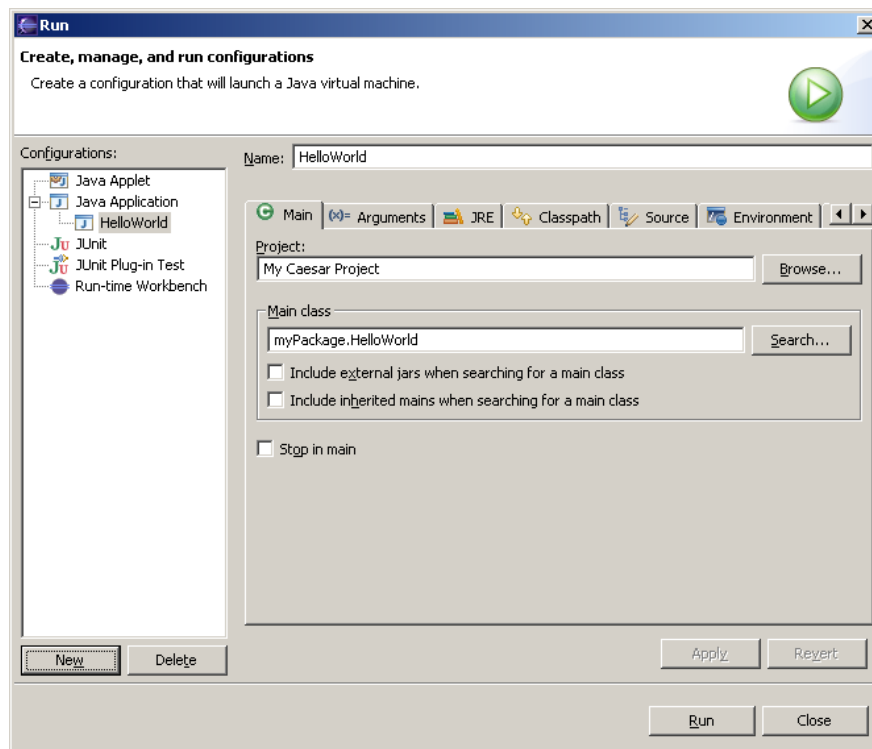 Run
Create, manage, and run configurations
Create a configuration that will launch a Java virtual machine.
Configurations:
Name: HelloWorld
Java Applet
Java Application
HelloWorld
JUnit
JUnit Plug-in Test
Run-time Workbench
Main (x)= Arguments JRE Classpath Source Environment
Project:
My Caesar Project Browse...
Main class
myPackage.HelloWorld Search...
Include external jars when searching for a main class
Include inherited mains when searching for a main class
Stop in main
New Delete
Apply Revert
Run Close